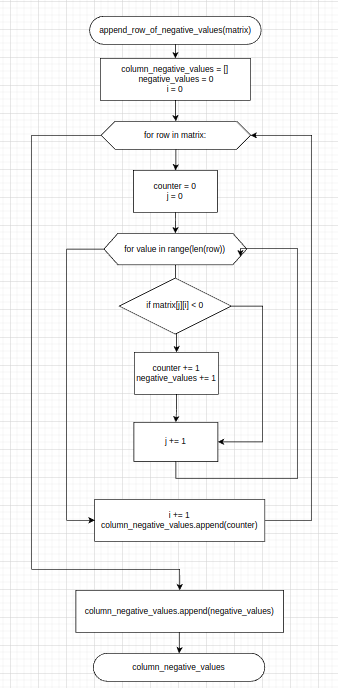 append_row_of_negative_values(matrix)
column_negative_values = []
negative_values = 0
i = 0
for row in matrix:
counter = 0
j = 0
for value in range(len(row))
if matrix[j][i] < 0
counter += 1
negative_values += 1
j += 1
i += 1
column_negative_values.append(counter)
column_negative_values.append(negative_values)
column_negative_values